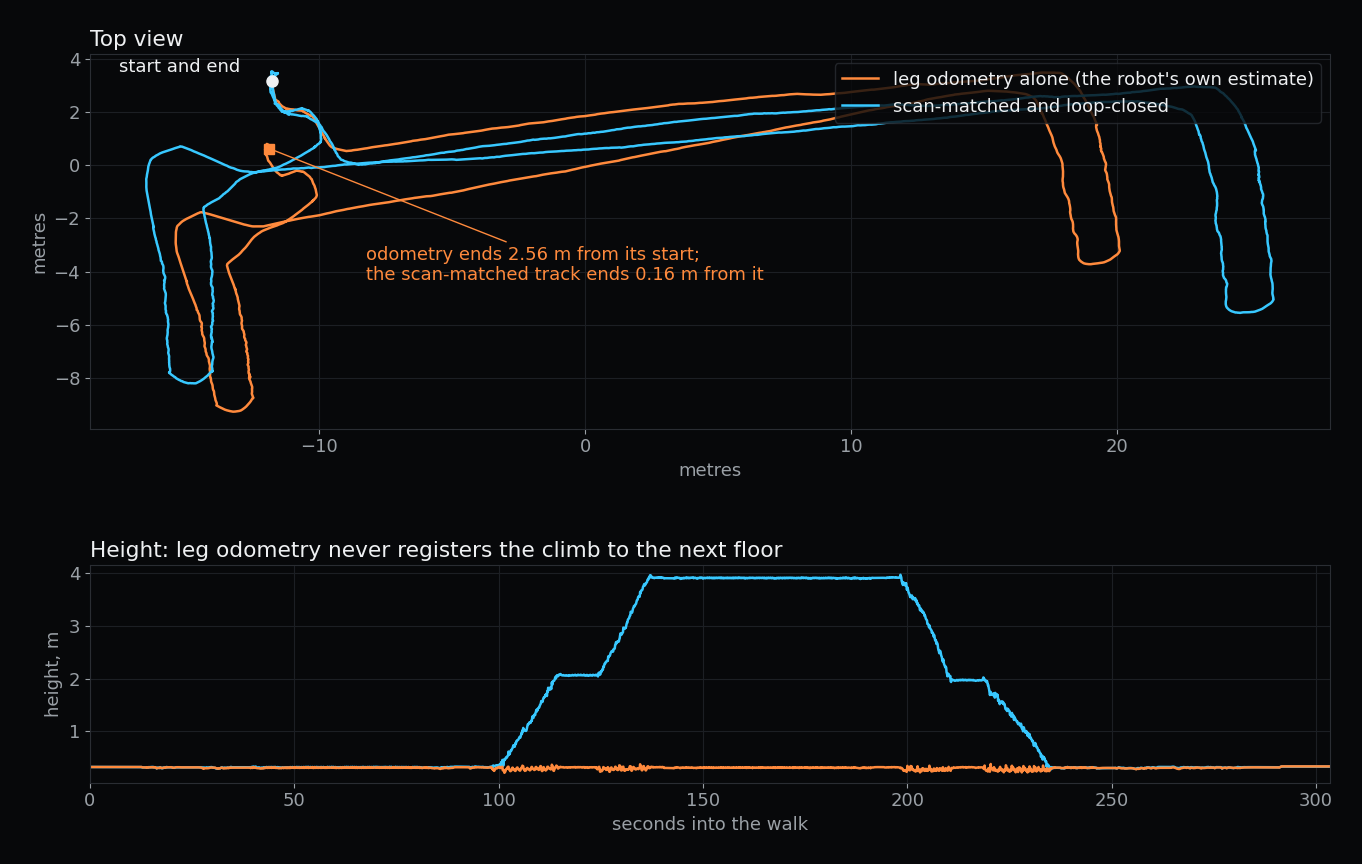 Top view
4
2
0
−2
−4
−6
−8
metres
start and end
leg odometry alone (the robot's own estimate)
scan-matched and loop-closed
odometry ends 2.56 m from its start;
the scan-matched track ends 0.16 m from it
−10
0
10
20
metres
Height: leg odometry never registers the climb to the next floor
4
3
2
1
height, m
0
50
100
150
200
250
300
seconds into the walk